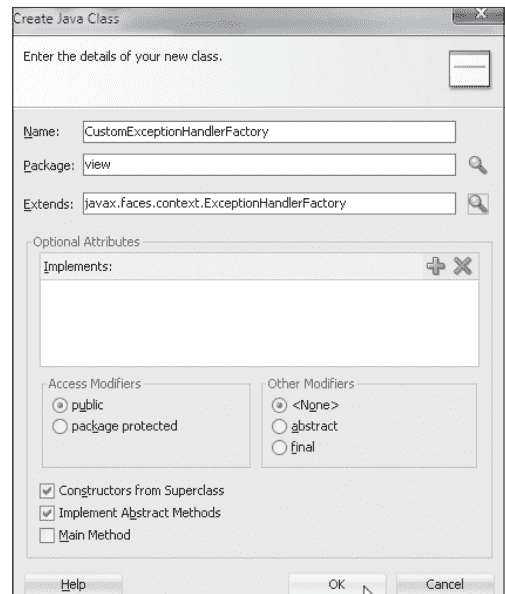 Create Java Class
Enter the details of your new class.
Name: CustomExceptionHandlerFactory
Package: view
Extends: javax.faces.context.ExceptionHandlerFactory
Optional Attributes
Implements:
Access Modifiers
public
package protected
Other Modifiers
<None>
abstract
final
Constructors from Superclass
Implement Abstract Methods
Main Method
Help OK Cancel